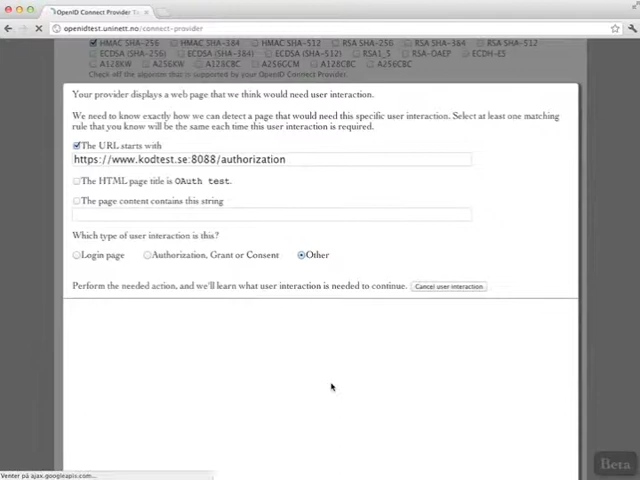 OpenID Connect Provider T
openidtest.uninett.no/connect-provider
HMAC SHA-256 HMAC SHA-384 HMAC SHA-512 RSA SHA-256 RSA SHA-384 RSA SHA-512
ECDSA (SHA-256) ECDSA (SHA-384) ECDSA (SHA-512) RSA1_5 RSA-OAEP ECDH-ES
A128KW A256KW A128CBC A256GCM A128CBC A256CBC
Check off the algorithms that is supported by your OpenID Connect Provider.
Your provider displays a web page that we think would need user interaction.
We need to know exactly how we can detect a page that would need this specific user interaction. Select at least one matching
rule that you know will be the same each time this user interaction is required.
The URL starts with
https://www.kodtest.se:8088/authorization
The HTML page title is OAuth test.
The page content contains this string
Which type of user interaction is this?
Login page Authorization, Grant or Consent Other
Perform the needed action, and we'll learn what user interaction is needed to continue. Cancel user interaction
Beta
Venter på ajax.googleapis.com...